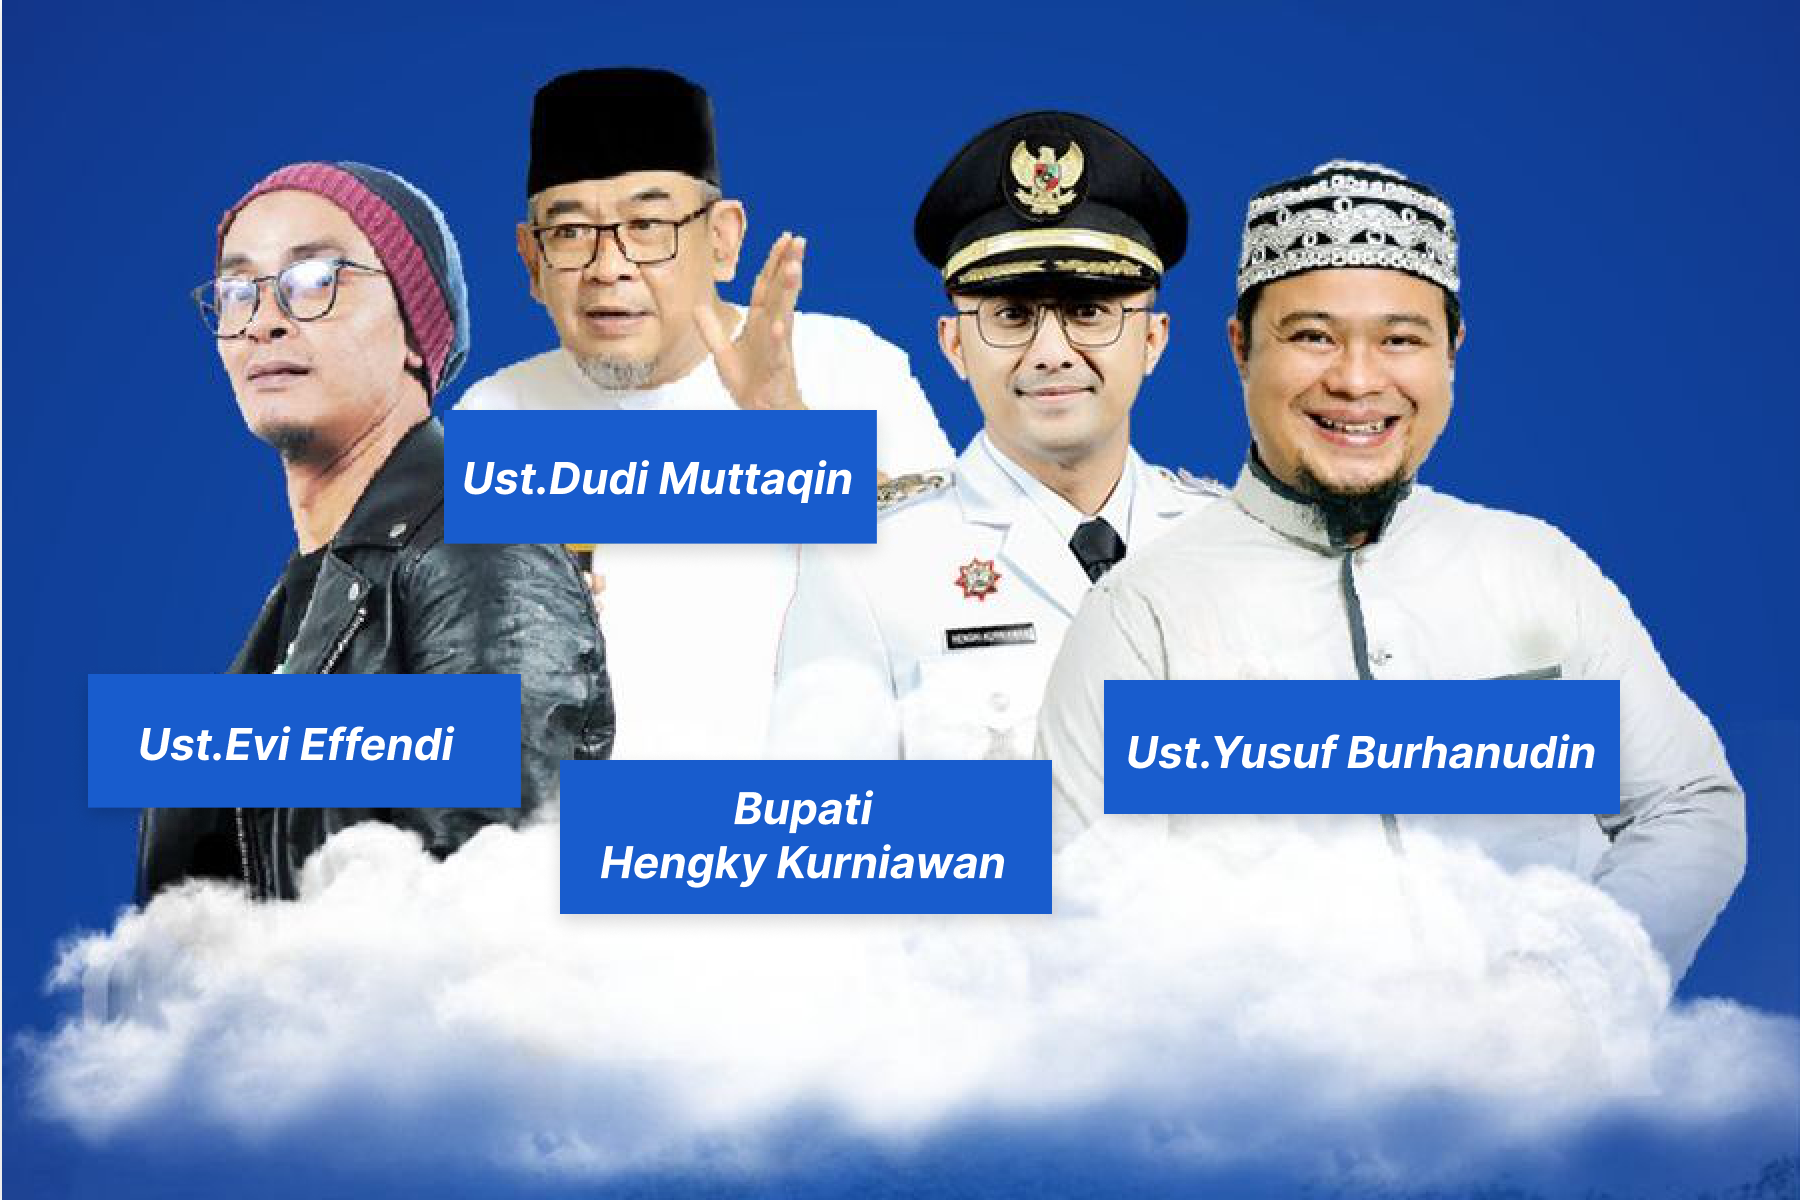 Ust.Dudi Muttaqin
Ust.Evi Effendi
Bupati
Hengky Kurniawan
Ust.Yusuf Burhanudin